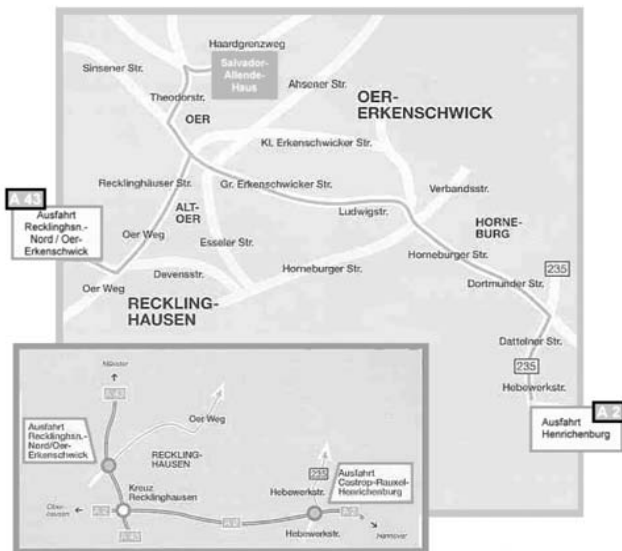 Haardgrenzweg
Sinsener Str.
Salvador-
Allende-
Haus
Ahsener Str.
Theodorstr.
OER-
ERKENSCHWICK
OER
Kl. Erkenschwicker Str.
Recklinghäuser Str.
Gr. Erkenschwicker Str.
Verbandsstr.
A 43
Ausfahrt
Recklinghsn.-
Nord / Oer-
Erkenschwick
ALT-
OER
Ludwigstr.
HORNE-
BURG
Oer Weg
Esseler Str.
Horneburger Str.
235
Devensstr.
Horneburger Str.
Dortmunder Str.
Oer Weg
RECKLING-
HAUSEN
Dattelner Str.
235
Hebewerkstr.
A 2
Ausfahrt
Henrichenburg
Münster
A 43
Oer Weg
Ausfahrt
Recklinghsn.-
Nord/Oer-
Erkenschwick
RECKLING-
HAUSEN
235
Ausfahrt
Castrop-Rauxel-
Henrichenburg
Kreuz
Recklinghausen
Hebewerkstr.
Ober-
hausen
A 2
A 2
A 2
A 43
Hebewerkstr.
Hannover